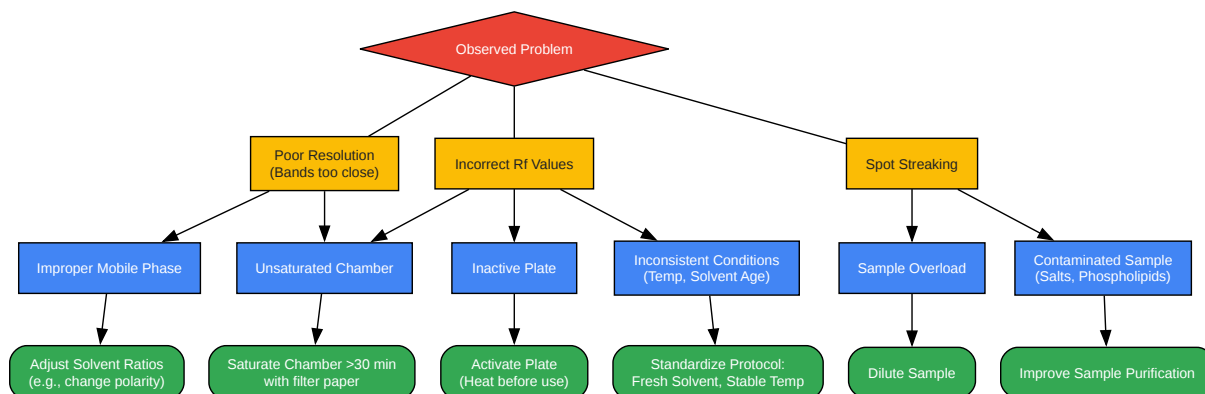 Observed Problem
Poor Resolution
(Bands too close)
Incorrect Rf Values
Spot Streaking
Improper Mobile Phase
Unsaturated Chamber
Inactive Plate
Inconsistent Conditions
(Temp, Solvent Age)
Sample Overload
Contaminated Sample
(Salts, Phospholipids)
Adjust Solvent Ratios
(e.g., change polarity)
Saturate Chamber >30 min
with filter paper
Activate Plate
(Heat before use)
Standardize Protocol:
Fresh Solvent, Stable Temp
Dilute Sample
Improve Sample Purification